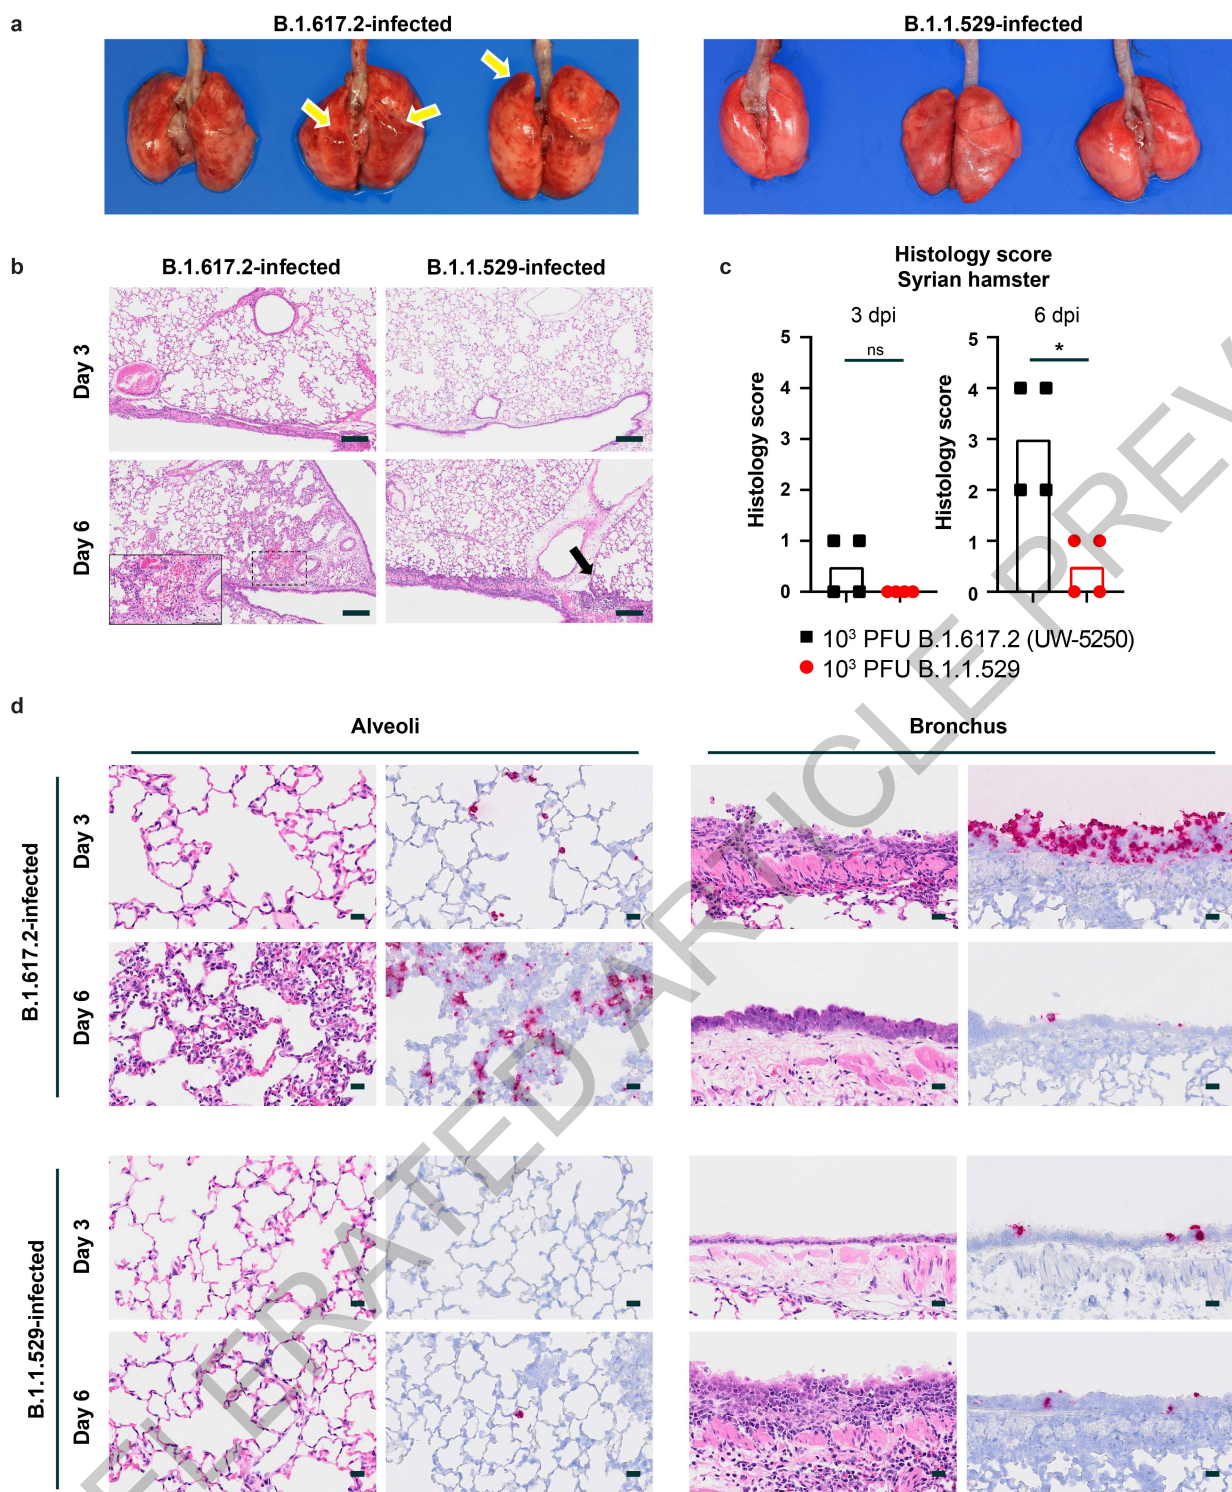 a
B.1.617.2-infected
B.1.1.529-infected
b
B.1.617.2-infected
B.1.1.529-infected
Day 3
Day 6
c
Histology score
Syrian hamster
3 dpi
6 dpi
Histology score
5
4
3
2
1
0
ns
Histology score
5
4
3
2
1
0
*
10³ PFU B.1.617.2 (UW-5250)
10³ PFU B.1.1.529
d
Alveoli
Bronchus
B.1.617.2-infected
Day 3
Day 6
B.1.1.529-infected
Day 3
Day 6
ELERATED ARTICLE PREV